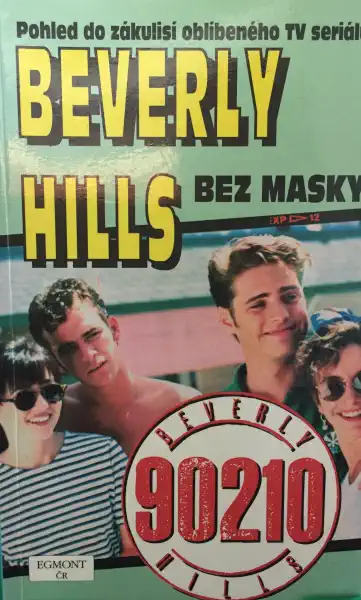 Pohled do zákulisí oblíbeného TV seriálu
BEVERLY
HILLS
BEZ MASKY
EXP ▷ 12
BEVERLY
90210
HILLS
EGMONT
ČR